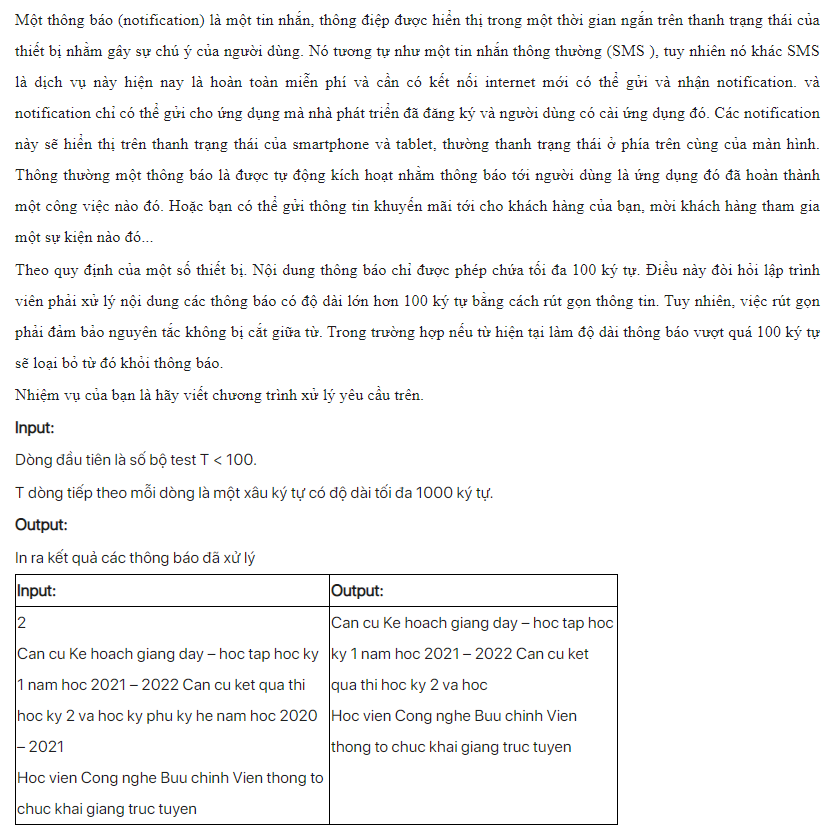 Một thông báo (notification) là một tin nhắn, thông điệp được hiển thị trong một thời gian ngắn trên thanh trạng thái của
thiết bị nhằm gây sự chú ý của người dùng. Nó tương tự như một tin nhắn thông thường (SMS ), tuy nhiên nó khác SMS
là dịch vụ này hiện nay là hoàn toàn miễn phí và cần có kết nối internet mới có thể gửi và nhận notification. và
notification chỉ có thể gửi cho ứng dụng mà nhà phát triển đã đăng ký và người dùng có cài ứng dụng đó. Các notification
này sẽ hiển thị trên thanh trạng thái của smartphone và tablet, thường thanh trạng thái ở phía trên cùng của màn hình.
Thông thường một thông báo là được tự động kích hoạt nhằm thông báo tới người dùng là ứng dụng đó đã hoàn thành
một công việc nào đó. Hoặc bạn có thể gửi thông tin khuyến mãi tới cho khách hàng của bạn, mời khách hàng tham gia
một sự kiện nào đó...
Theo quy định của một số thiết bị. Nội dung thông báo chỉ được phép chứa tối đa 100 ký tự. Điều này đòi hỏi lập trình
viên phải xử lý nội dung các thông báo có độ dài lớn hơn 100 ký tự bằng cách rút gọn thông tin. Tuy nhiên, việc rút gọn
phải đảm bảo nguyên tắc không bị cắt giữa từ. Trong trường hợp nếu từ hiện tại làm độ dài thông báo vượt quá 100 ký tự
sẽ loại bỏ từ đó khỏi thông báo.
Nhiệm vụ của bạn là hãy viết chương trình xử lý yêu cầu trên.
Input:
Dòng đầu tiên là số bộ test T < 100.
T dòng tiếp theo mỗi dòng là một xâu ký tự có độ dài tối đa 1000 ký tự.
Output:
In ra kết quả các thông báo đã xử lý
Input:
2
Can cu Ke hoach giang day – hoc tap hoc ky
1 nam hoc 2021 – 2022 Can cu ket qua thi
hoc ky 2 va hoc ky phu ky he nam hoc 2020
– 2021
Hoc vien Cong nghe Buu chinh Vien thong to
chuc khai giang truc tuyen
Output:
Can cu Ke hoach giang day – hoc tap hoc
ky 1 nam hoc 2021 – 2022 Can cu ket
qua thi hoc ky 2 va hoc
Hoc vien Cong nghe Buu chinh Vien
thong to chuc khai giang truc tuyen